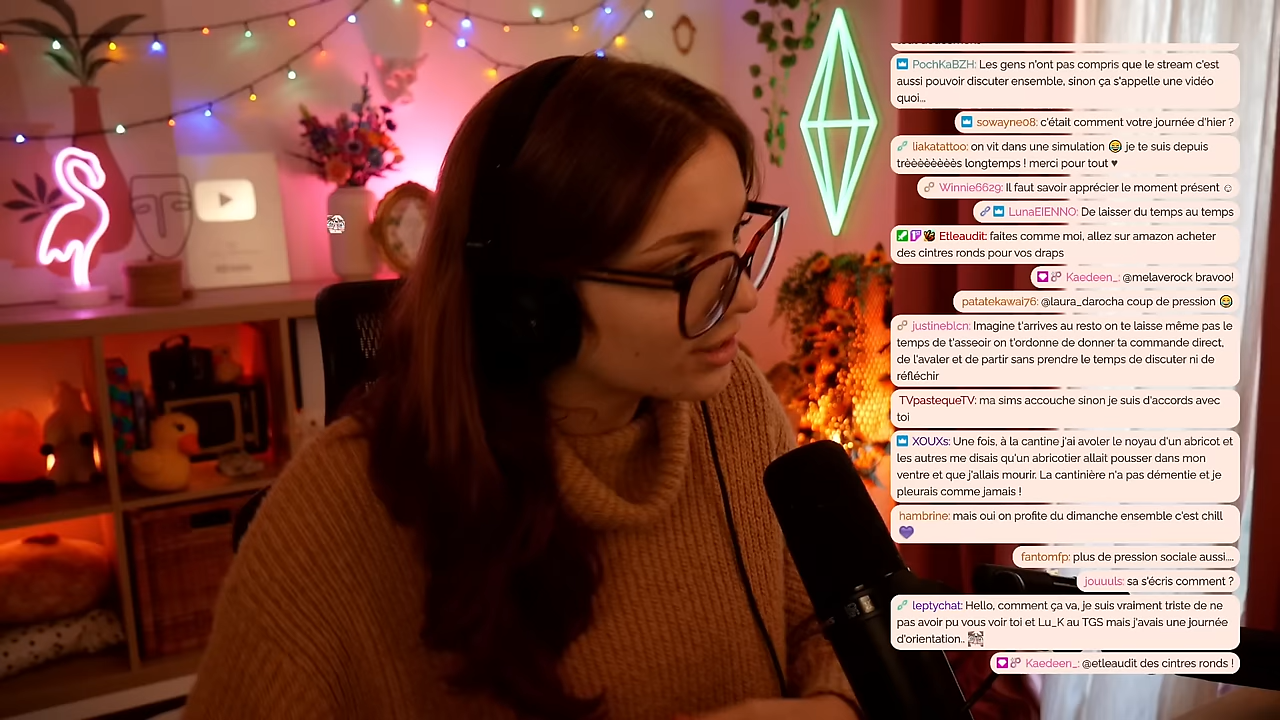 PochKaBZH: Les gens n'ont pas compris que le stream c'est
aussi pouvoir discuter ensemble, sinon ça s'appelle une vidéo
quoi...
sowayne08: c'était comment votre journée d'hier ?
liakatattoo: on vit dans une simulation 😂 je te suis depuis
trèèèèèèèès longtemps ! merci pour tout ♥
Winnie6629: Il faut savoir apprécier le moment présent ☺
LunaEIENNO: De laisser du temps au temps
Etleaudit: faites comme moi, allez sur amazon acheter
des cintres ronds pour vos draps
Kaedeen_: @melaverock bravoo!
patatekawai76: @laura_darocha coup de pression 😂
justineblcn: Imagine t'arrives au resto on te laisse même pas le
temps de t'asseoir on t'ordonne de donner ta commande direct,
de l'avaler et de partir sans prendre le temps de discuter ni de
réfléchir
TVpastequeTV: ma sims accouche sinon je suis d'accords avec
toi
XOUXs: Une fois, à la cantine j'ai avoler le noyau d'un abricot et
les autres me disais qu'un abricotier allait pousser dans mon
ventre et que j'allais mourir. La cantinière n'a pas démentie et je
pleurais comme jamais !
hambrine: mais oui on profite du dimanche ensemble c'est chill
💜
fantomfp: plus de pression sociale aussi....
jouuuls: sa s'écris comment ?
leptychat: Hello, comment ça va, je suis vraiment triste de ne
pas avoir pu vous voir toi et Lu_K au TGS mais j'avais une journée
d'orientation..
Kaedeen_: @etleaudit des cintres ronds !